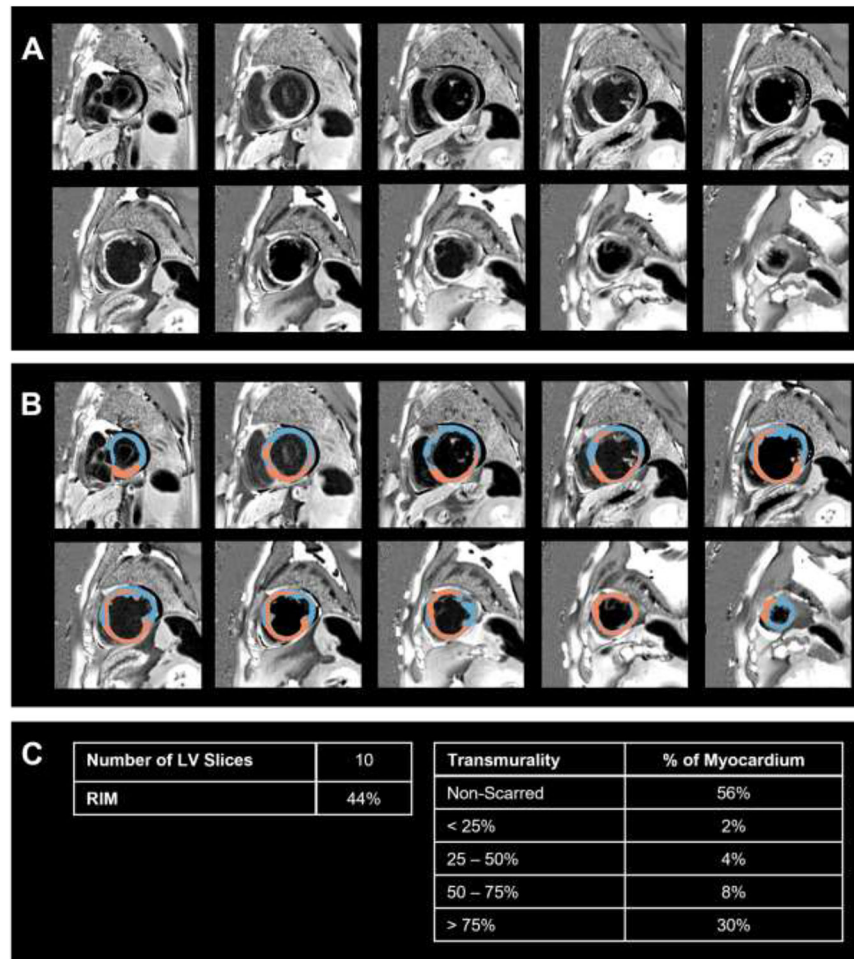 A
B
C
Number of LV Slices 10
RIM 44%
Transmurality % of Myocardium
Non-Scarred 56%
< 25% 2%
25 – 50% 4%
50 – 75% 8%
> 75% 30%